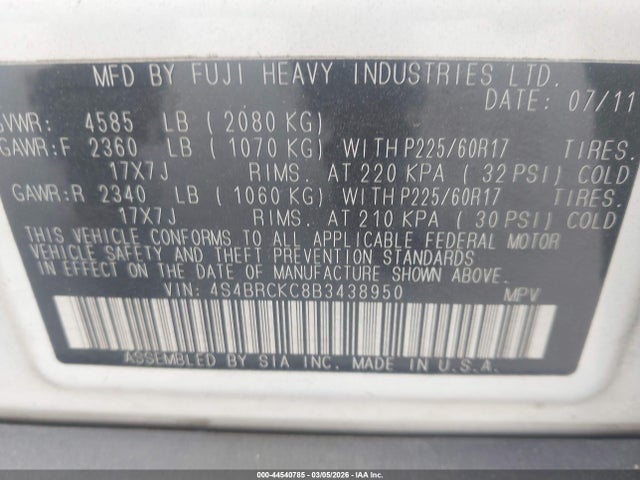 MFD BY FUJI HEAVY INDUSTRIES LTD.
DATE: 07/11
GVWR: 4585 LB ( 2080 KG)
GAWR:F 2360 LB ( 1070 KG) WITH P225/60R17 TIRES.
17X7J RIMS. AT 220 KPA ( 32 PSI) COLD
GAWR:R 2340 LB ( 1060 KG) WITH P225/60R17 TIRES.
17X7J RIMS. AT 210 KPA ( 30 PSI) COLD
THIS VEHICLE CONFORMS TO ALL APPLICABLE FEDERAL MOTOR
VEHICLE SAFETY AND THEFT PREVENTION STANDARDS
IN EFFECT ON THE DATE OF MANUFACTURE SHOWN ABOVE.
VIN: 4S4BRCKC8B3438950 MPV
ASSEMBLED BY SIA INC. MADE IN U.S.A.
000-44540785 - 03/05/2026 - IAA Inc.